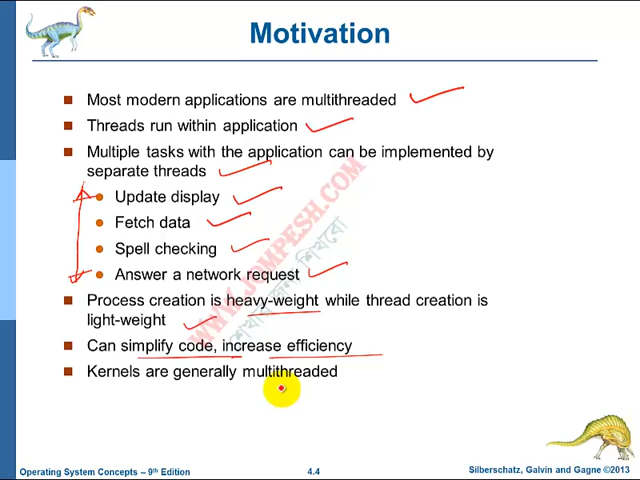 Motivation
Most modern applications are multithreaded
Threads run within application
Multiple tasks with the application can be implemented by
separate threads
Update display
Fetch data
Spell checking
Answer a network request
Process creation is heavy-weight while thread creation is
light-weight
Can simplify code, increase efficiency
Kernels are generally multithreaded
WWW.JOMPESH.COM
শেখার জন্য শিখবো
Operating System Concepts – 9th Edition
4.4
Silberschatz, Galvin and Gagne ©2013